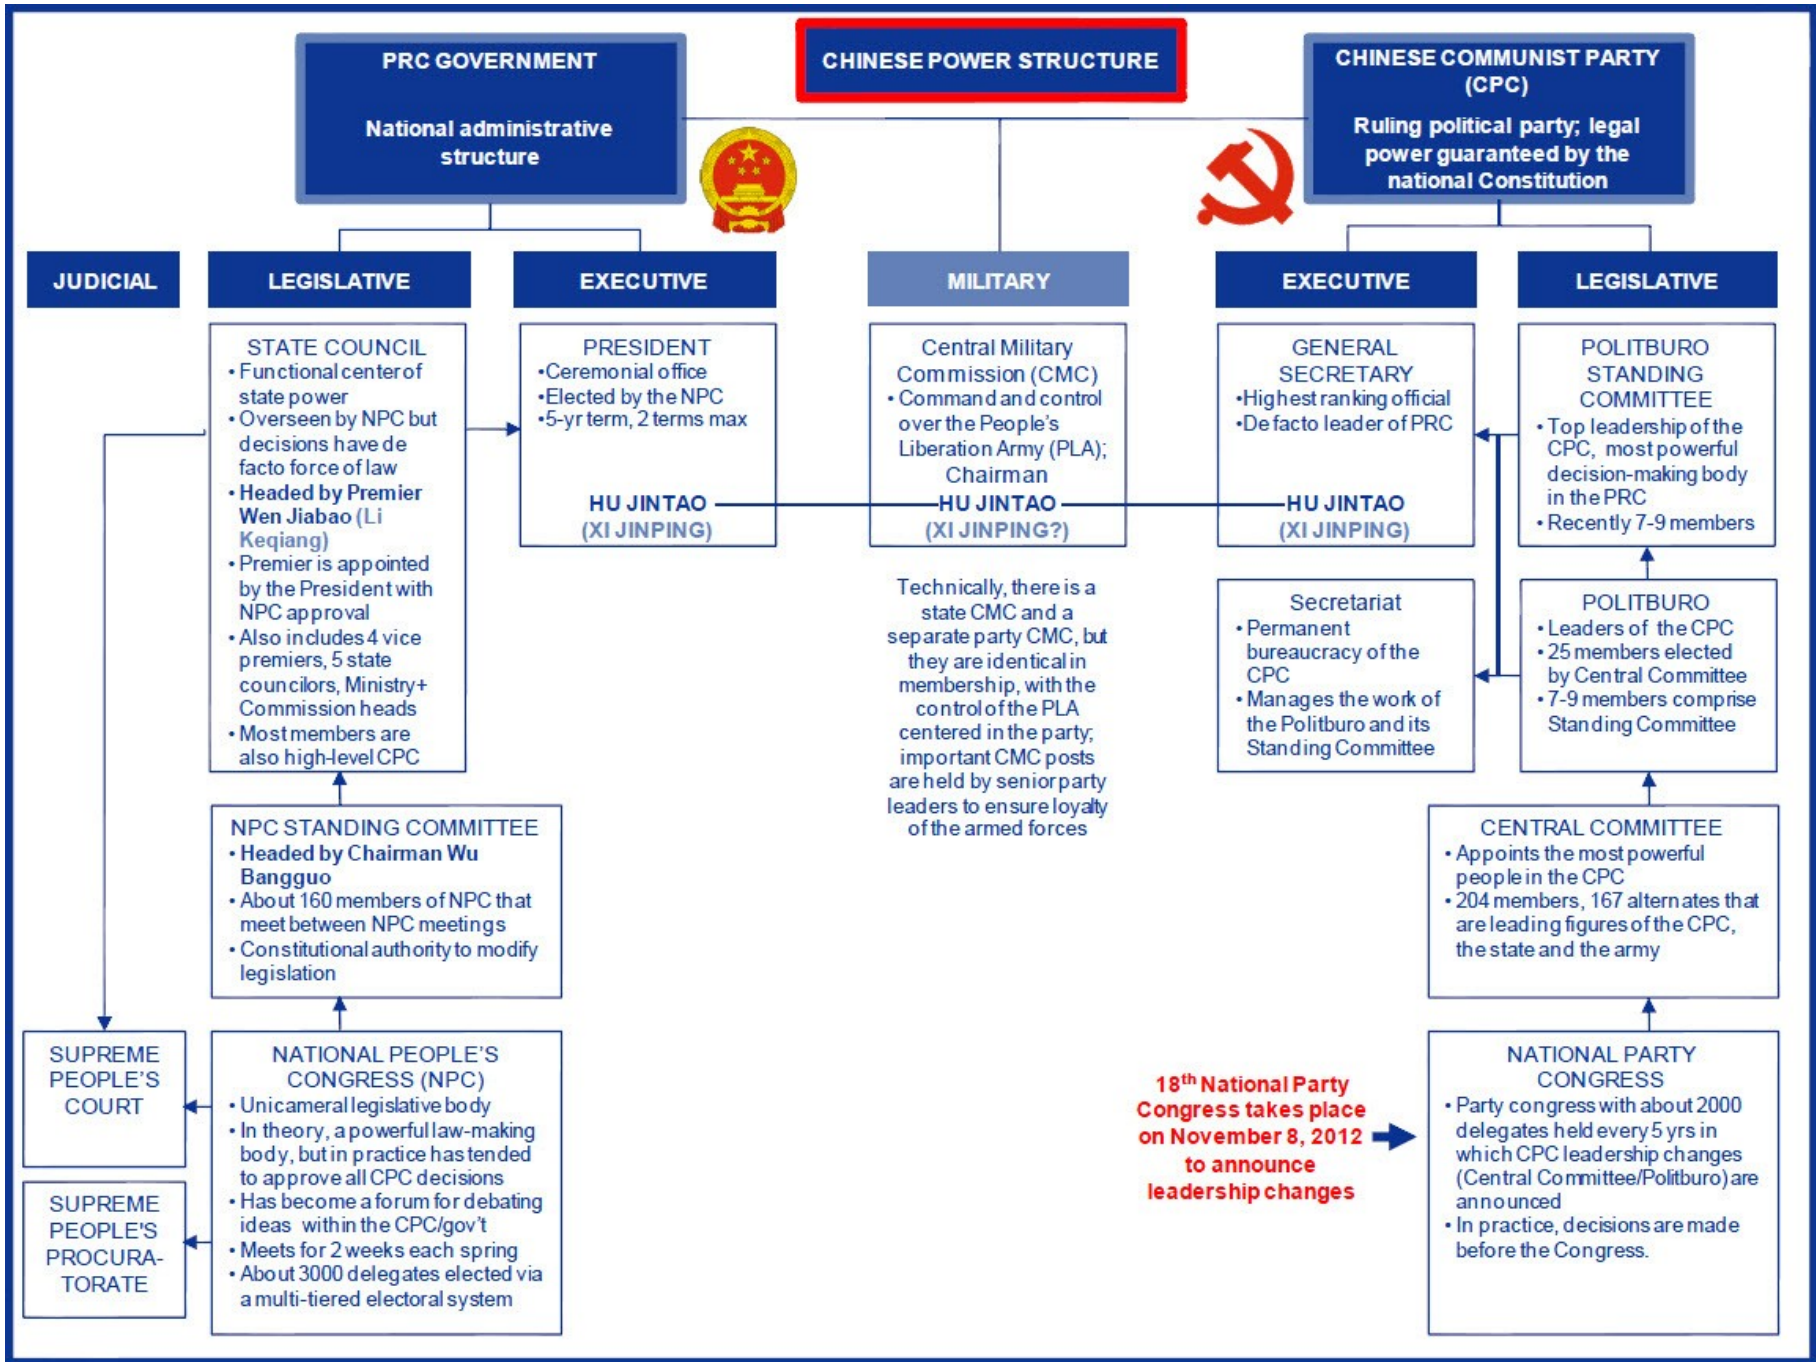 CHINESE POWER STRUCTURE
PRC GOVERNMENT
National administrative
structure
CHINESE COMMUNIST PARTY
(CPC)
Ruling political party; legal
power guaranteed by the
national Constitution
JUDICIAL
LEGISLATIVE
EXECUTIVE
MILITARY
EXECUTIVE
LEGISLATIVE
STATE COUNCIL
• Functional center of
state power
• Overseen by NPC but
decisions have de
facto force of law
• Headed by Premier
Wen Jiabao (Li
Keqiang)
• Premier is appointed
by the President with
NPC approval
• Also includes 4 vice
premiers, 5 state
councilors, Ministry+
Commission heads
• Most members are
also high-level CPC
PRESIDENT
•Ceremonial office
•Elected by the NPC
•5-yr term, 2 terms max
HU JINTAO
(XI JINPING)
Central Military
Commission (CMC)
• Command and control
over the People's
Liberation Army (PLA);
Chairman
HU JINTAO
(XI JINPING?)
Technically, there is a
state CMC and a
separate party CMC, but
they are identical in
membership, with the
control of the PLA
centered in the party;
important CMC posts
are held by senior party
leaders to ensure loyalty
of the armed forces
GENERAL
SECRETARY
•Highest ranking official
•De facto leader of PRC
HU JINTAO
(XI JINPING)
POLITBURO
STANDING
COMMITTEE
• Top leadership of the
CPC, most powerful
decision-making body
in the PRC
• Recently 7-9 members
Secretariat
• Permanent
bureaucracy of the
CPC
• Manages the work of
the Politburo and its
Standing Committee
POLITBURO
• Leaders of the CPC
• 25 members elected
by Central Committee
• 7-9 members comprise
Standing Committee
NPC STANDING COMMITTEE
• Headed by Chairman Wu
Bangguo
• About 160 members of NPC that
meet between NPC meetings
• Constitutional authority to modify
legislation
CENTRAL COMMITTEE
• Appoints the most powerful
people in the CPC
• 204 members, 167 alternates that
are leading figures of the CPC,
the state and the army
SUPREME
PEOPLE'S
COURT
SUPREME
PEOPLE'S
PROCURA-
TORATE
NATIONAL PEOPLE'S
CONGRESS (NPC)
• Unicameral legislative body
• In theory, a powerful law-making
body, but in practice has tended
to approve all CPC decisions
• Has become a forum for debating
ideas within the CPC/gov't
• Meets for 2 weeks each spring
• About 3000 delegates elected via
a multi-tiered electoral system
18th National Party
Congress takes place
on November 8, 2012
to announce
leadership changes
NATIONAL PARTY
CONGRESS
• Party congress with about 2000
delegates held every 5 yrs in
which CPC leadership changes
(Central Committee/Politburo) are
announced
• In practice, decisions are made
before the Congress.